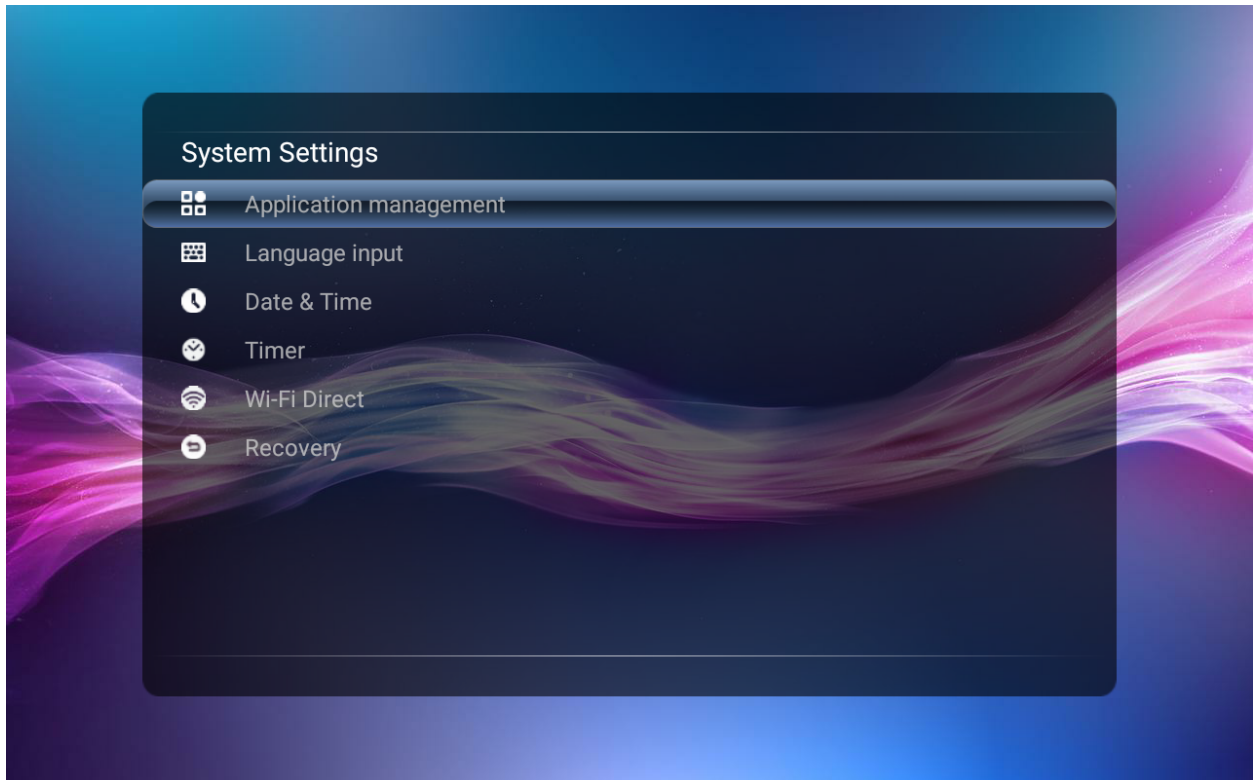 System Settings
Application management
Language input
Date & Time
Timer
Wi-Fi Direct
Recovery